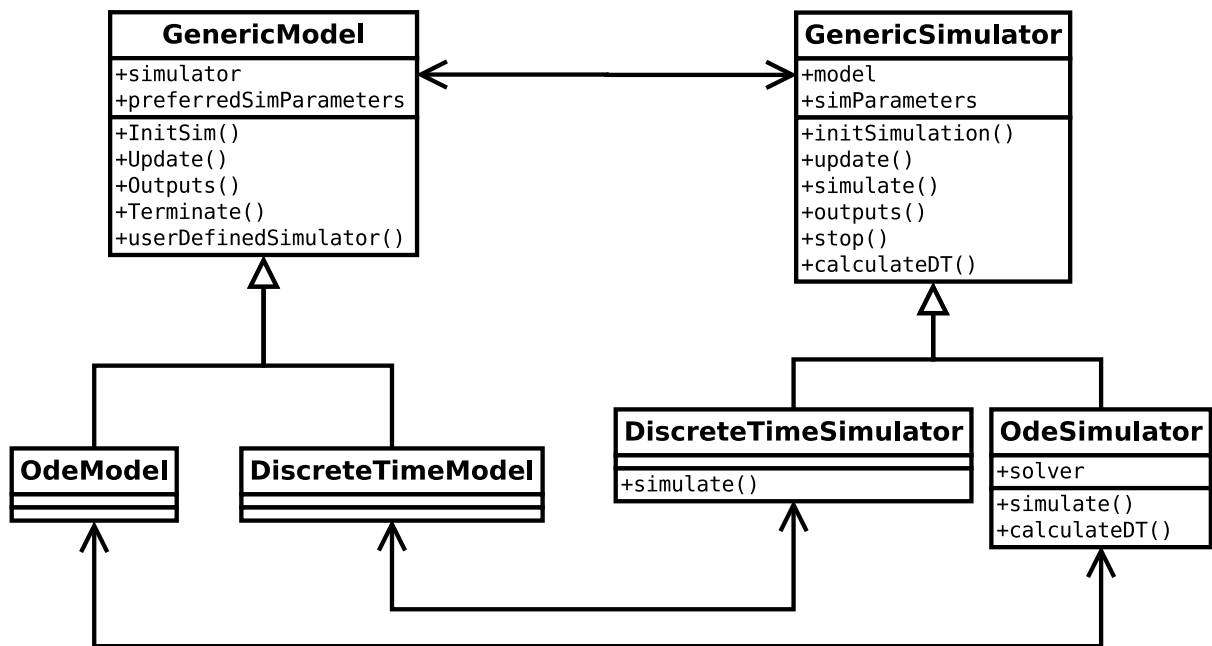 GenericModel
+simulator
+preferredSimParameters
+InitSim()
+Update()
+Outputs()
+Terminate()
+userDefinedSimulator()
GenericSimulator
+model
+simParameters
+initSimulation()
+update()
+simulate()
+outputs()
+stop()
+calculateDT()
OdeModel
DiscreteTimeModel
DiscreteTimeSimulator
+simulate()
OdeSimulator
+solver
+simulate()
+calculateDT()